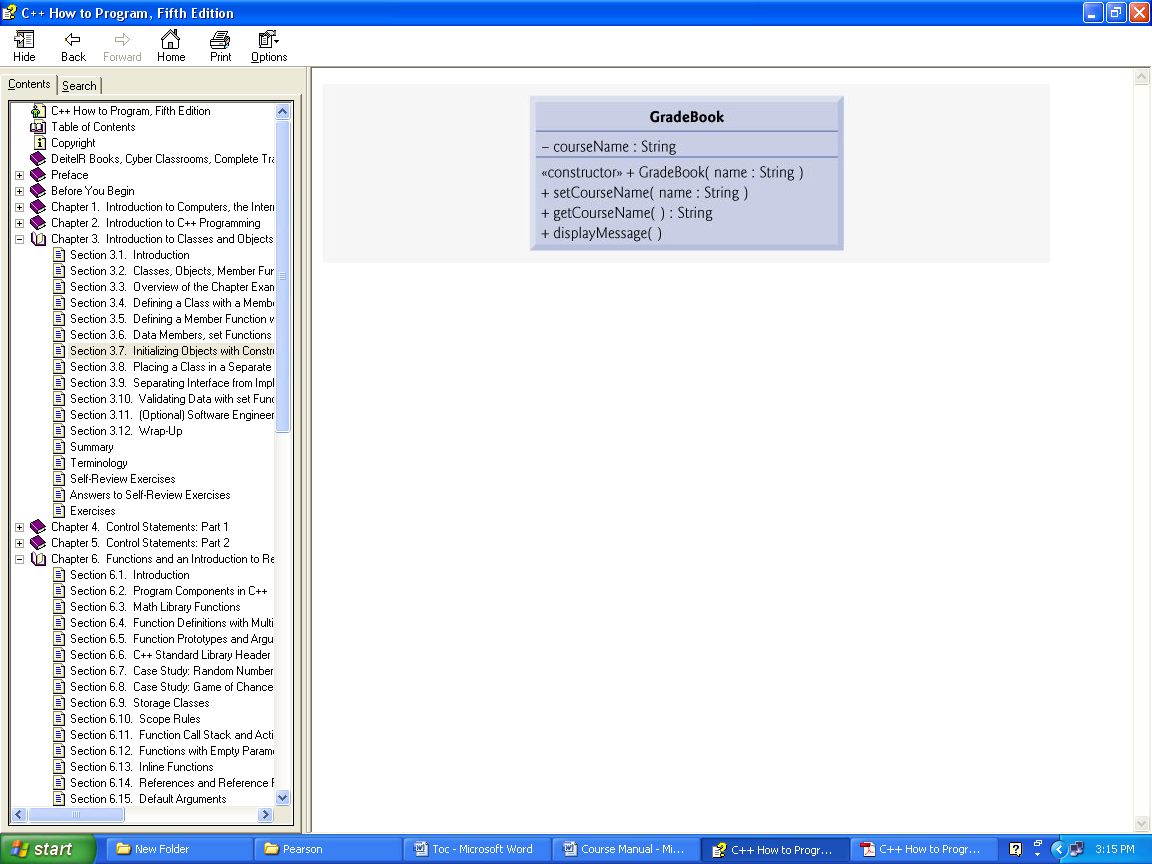 C++ How to Program, Fifth Edition
Hide Back Forward Home Print Options
Contents Search
C++ How to Program, Fifth Edition
Table of Contents
Copyright
DeitelR Books, Cyber Classrooms, Complete Tra
Preface
Before You Begin
Chapter 1. Introduction to Computers, the Intern
Chapter 2. Introduction to C++ Programming
Chapter 3. Introduction to Classes and Objects
Section 3.1. Introduction
Section 3.2. Classes, Objects, Member Fun
Section 3.3. Overview of the Chapter Exam
Section 3.4. Defining a Class with a Membe
Section 3.5. Defining a Member Function w
Section 3.6. Data Members, set Functions
Section 3.7. Initializing Objects with Constru
Section 3.8. Placing a Class in a Separate
Section 3.9. Separating Interface from Impl
Section 3.10. Validating Data with set Func
Section 3.11. (Optional) Software Engineer
Section 3.12. Wrap-Up
Summary
Terminology
Self-Review Exercises
Answers to Self-Review Exercises
Exercises
Chapter 4. Control Statements: Part 1
Chapter 5. Control Statements: Part 2
Chapter 6. Functions and an Introduction to Re
Section 6.1. Introduction
Section 6.2. Program Components in C++
Section 6.3. Math Library Functions
Section 6.4. Function Definitions with Multi
Section 6.5. Function Prototypes and Argu
Section 6.6. C++ Standard Library Header
Section 6.7. Case Study: Random Number
Section 6.8. Case Study: Game of Chance
Section 6.9. Storage Classes
Section 6.10. Scope Rules
Section 6.11. Function Call Stack and Acti
Section 6.12. Functions with Empty Parame
Section 6.13. Inline Functions
Section 6.14. References and Reference P
Section 6.15. Default Arguments
GradeBook
– courseName : String
«constructor» + GradeBook( name : String )
+ setCourseName( name : String )
+ getCourseName( ) : String
+ displayMessage( )
start New Folder Pearson Toc - Microsoft Word Course Manual - Mi... C++ How to Progr... C++ How to Progr... 3:15 PM